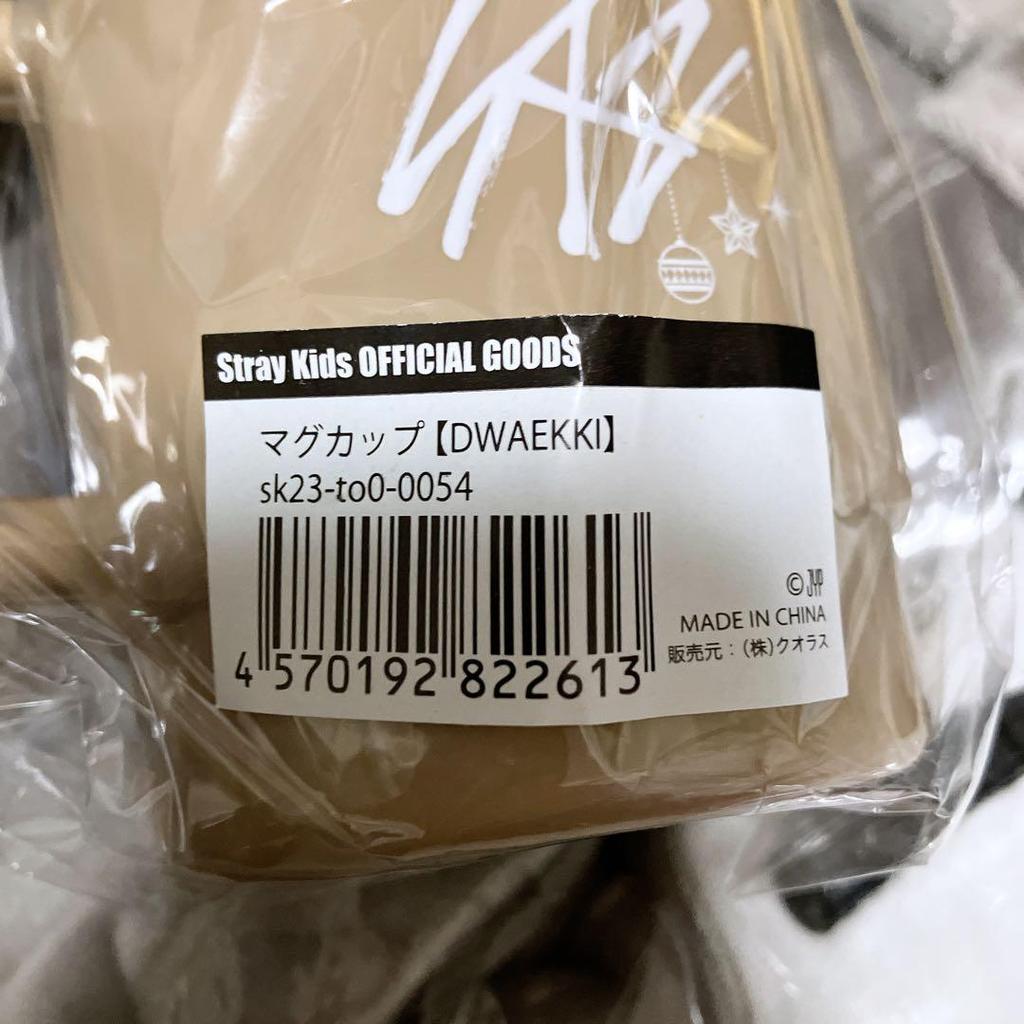 Stray Kids OFFICIAL GOODS
マグカップ【DWAEKKI】
sk23-to0-0054
4 570192 822613
© JYP
MADE IN CHINA
販売元：(株)クオラス